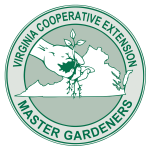 VIRGINIA COOPERATIVE EXTENSION
MASTER GARDENERS